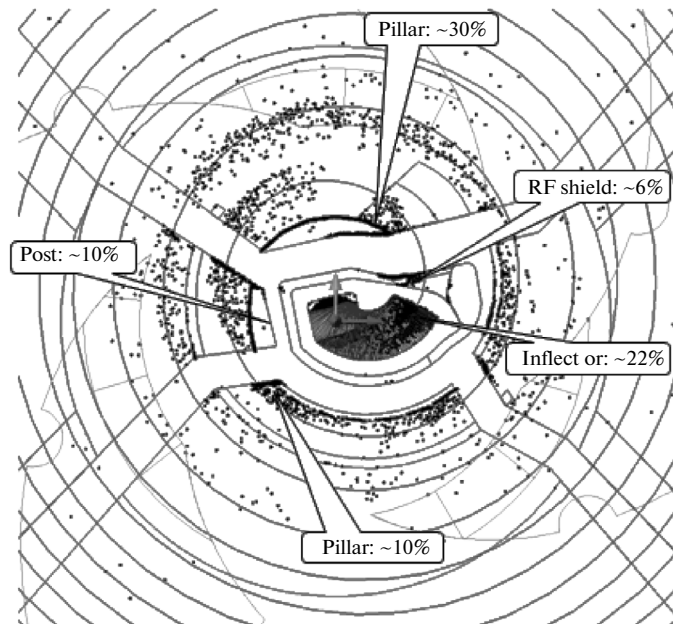 Pillar: ~30%
RF shield: ~6%
Post: ~10%
Inflect or: ~22%
Pillar: ~10%